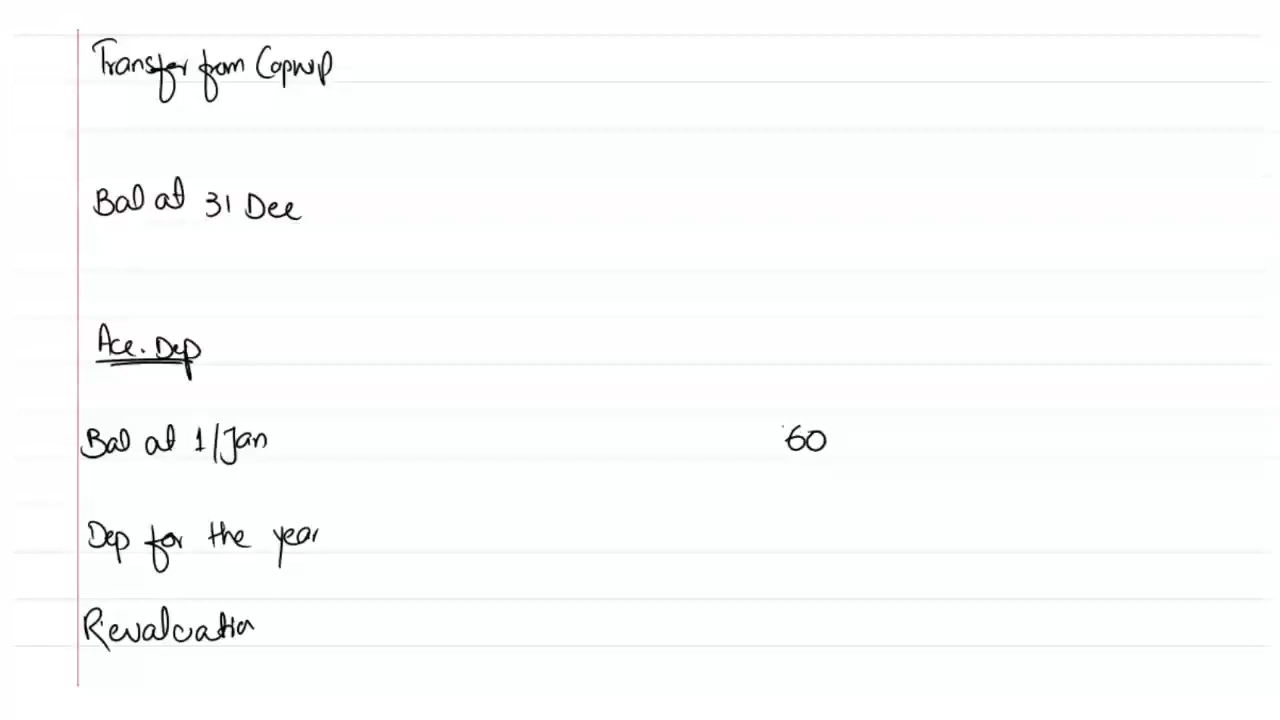 Transfer from Capwip
Bal at 31 Dec
Acc. Dep
Bal at 1/Jan 60
Dep for the year
Revaluation